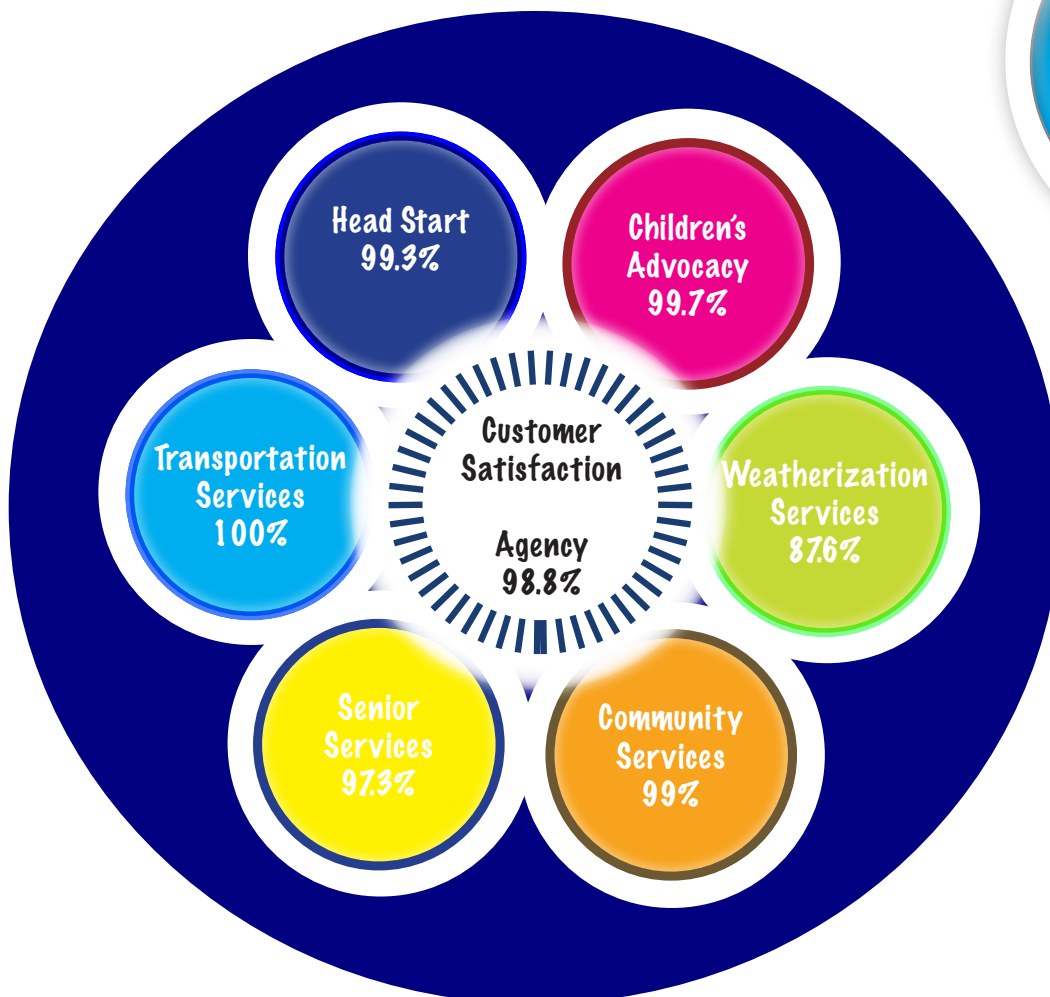 Head Start
99.3%
Children's
Advocacy
99.7%
Customer
Satisfaction
Agency
98.8%
Transportation
Services
100%
Weatherization
Services
87.6%
Senior
Services
97.3%
Community
Services
99%